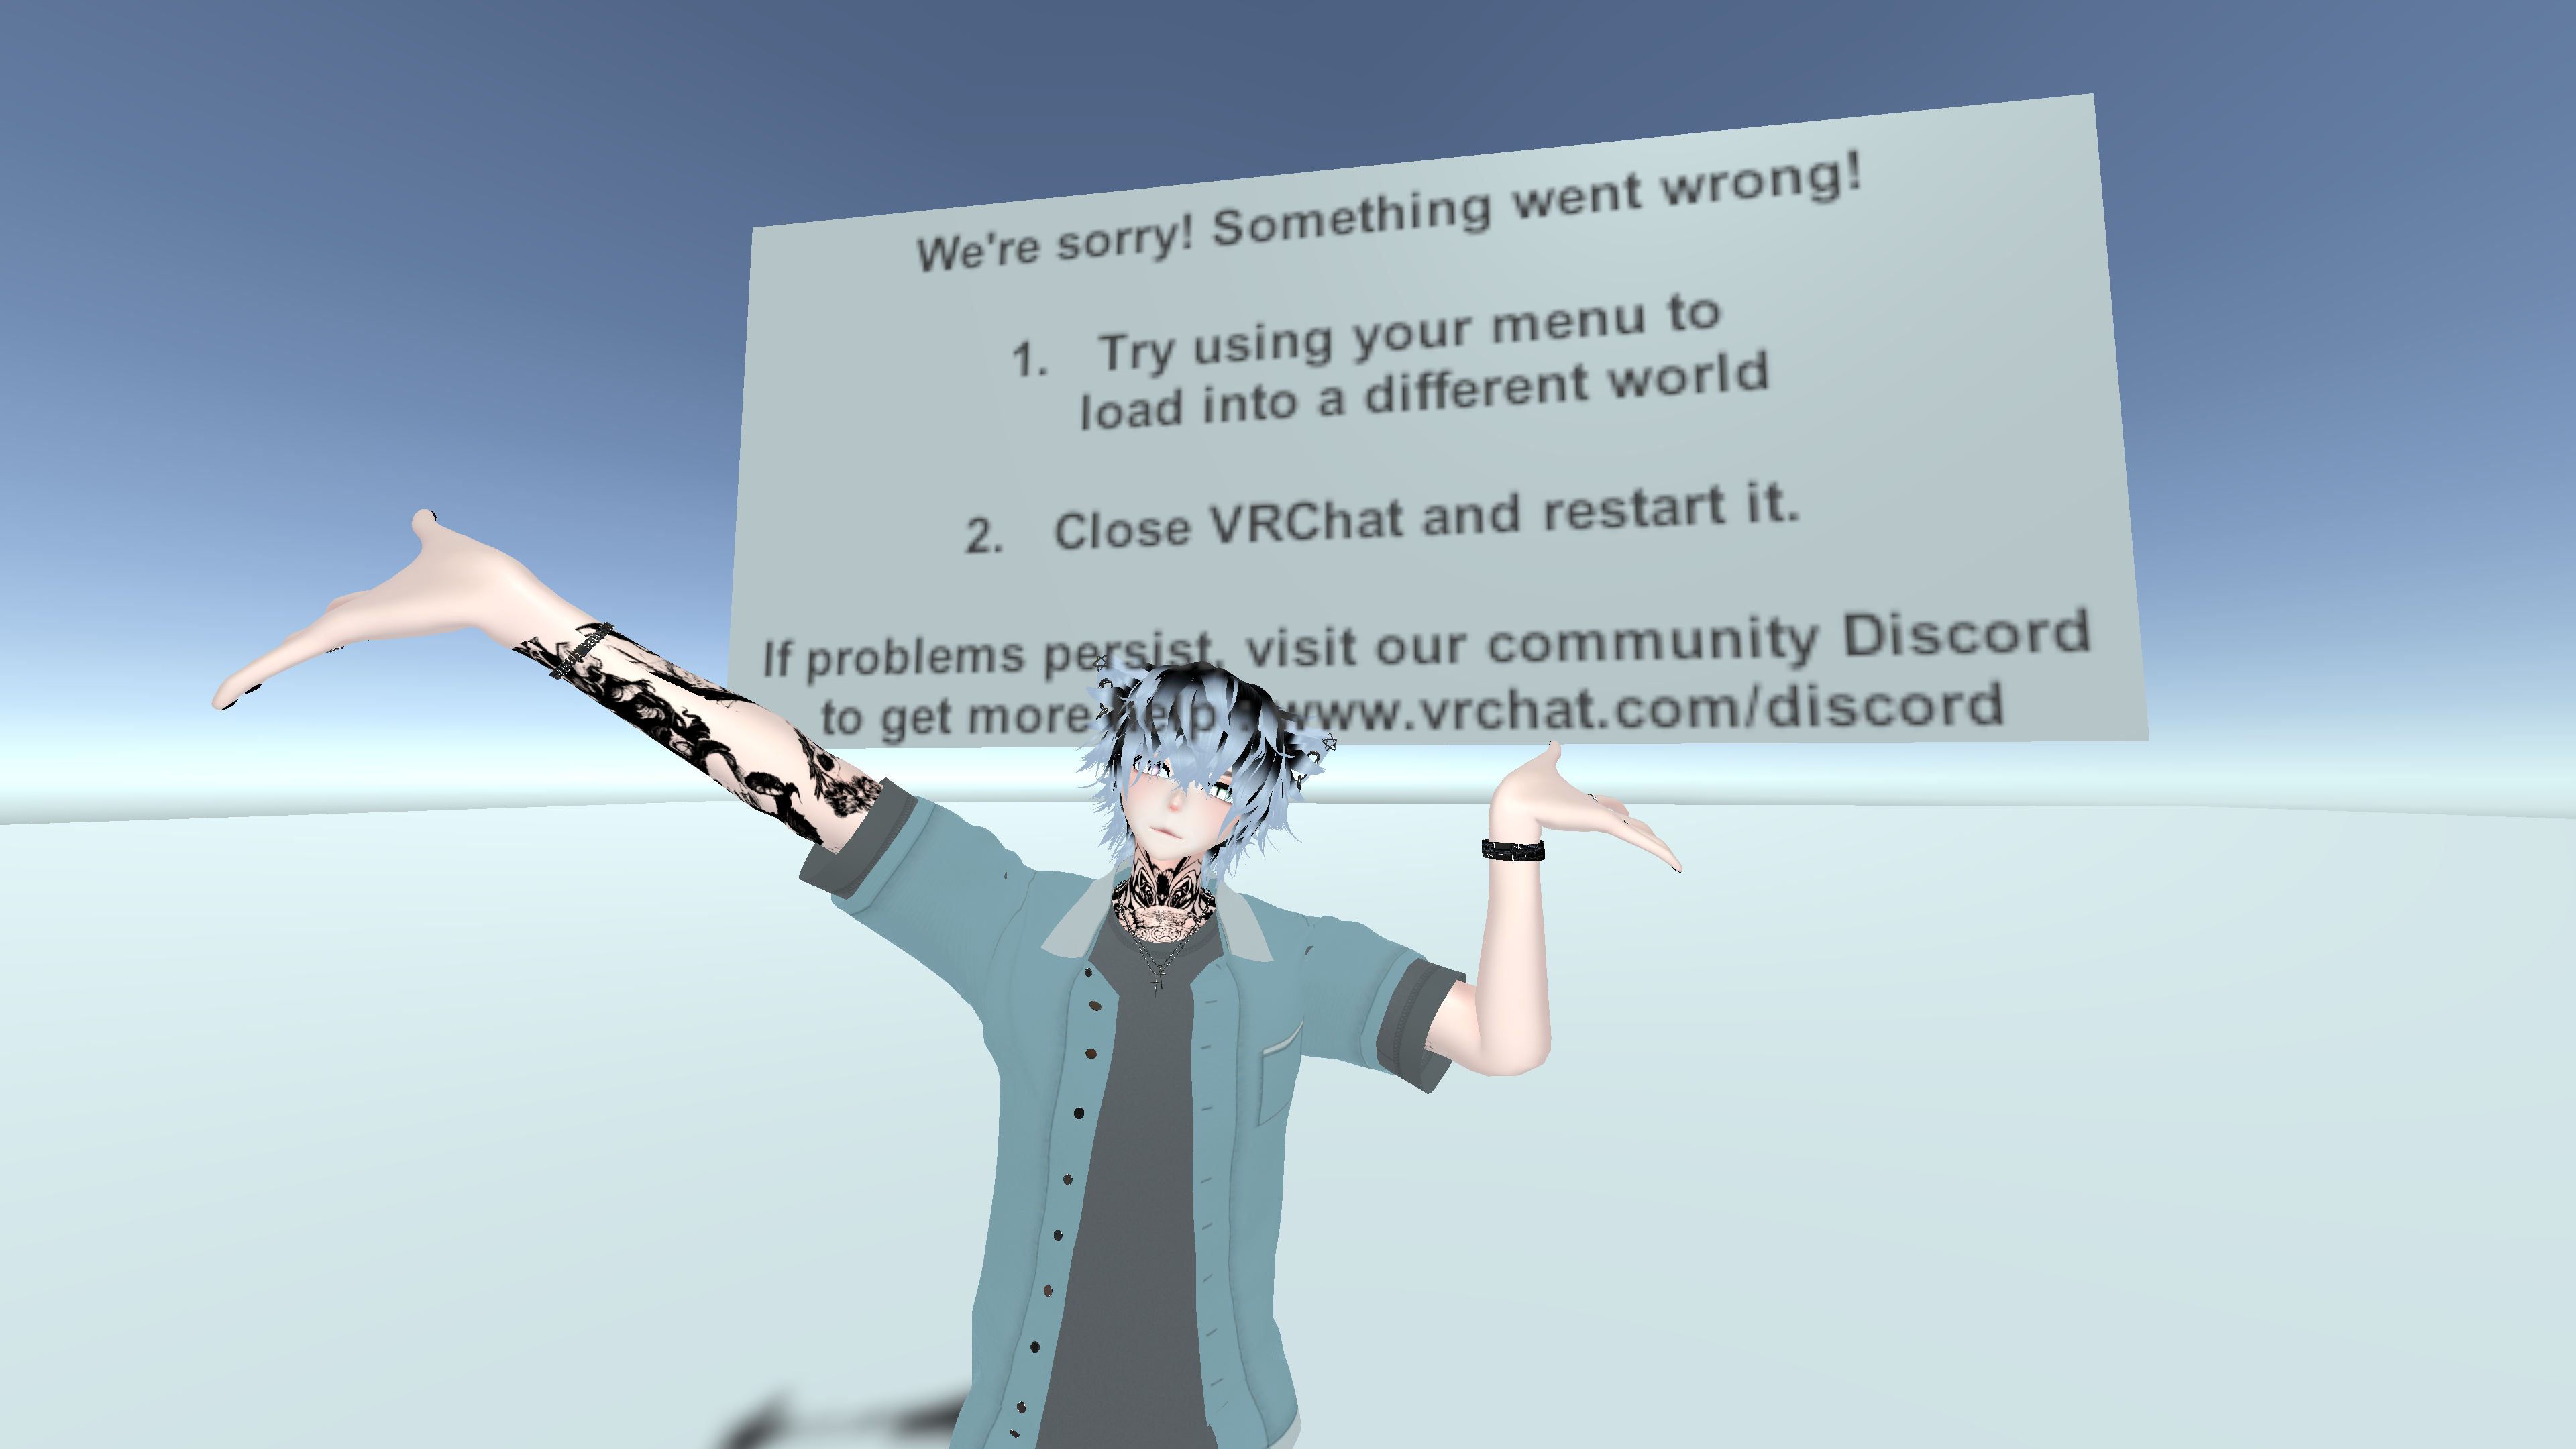 We're sorry! Something went wrong!
1. Try using your menu to
load into a different world
2. Close VRChat and restart it.
If problems persist, visit our community Discord
to get more help www.vrchat.com/discord